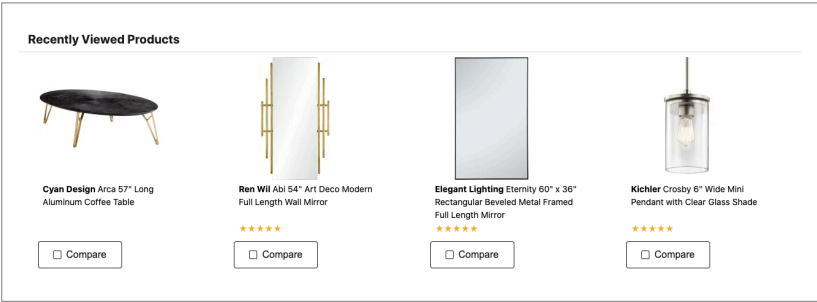 Recently Viewed Products
Cyan Design Arca 57" Long
Aluminum Coffee Table
Ren Wil Abi 54" Art Deco Modern
Full Length Wall Mirror
Elegant Lighting Eternity 60" x 36"
Rectangular Beveled Metal Framed
Full Length Mirror
Kichler Crosby 6" Wide Mini
Pendant with Clear Glass Shade
Compare
Compare
Compare
Compare